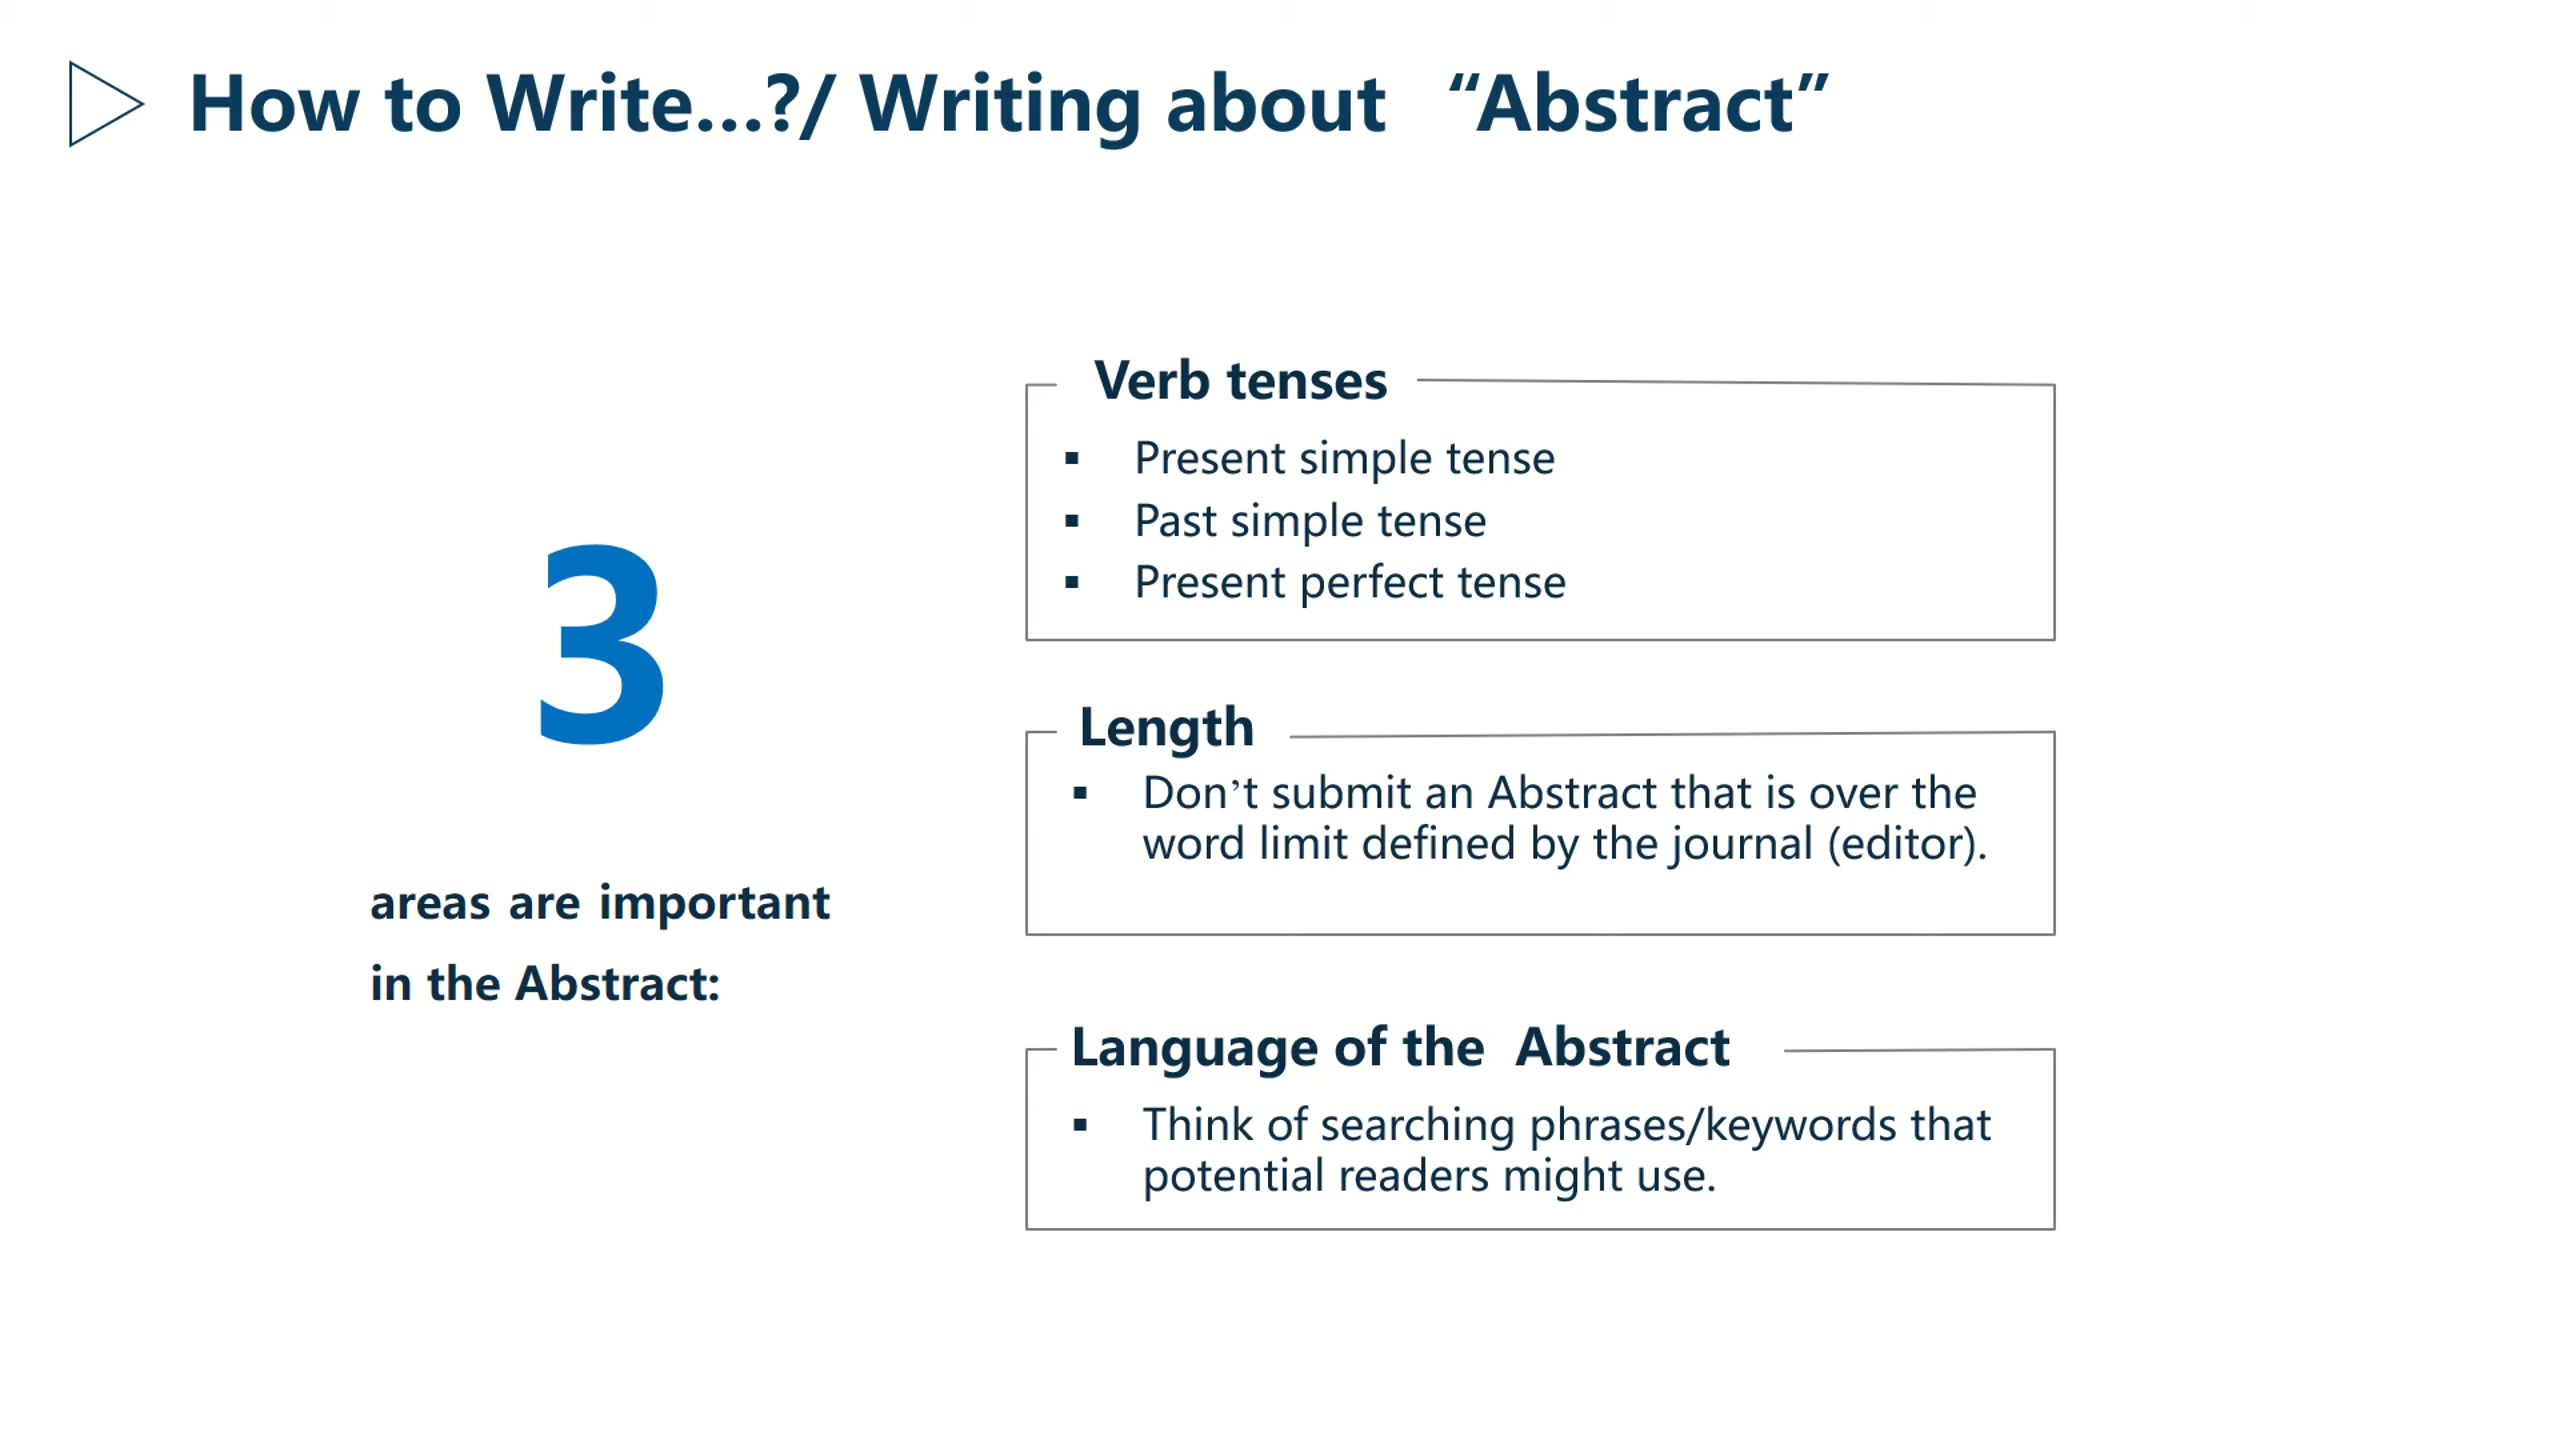 How to Write...?/ Writing about “Abstract”
3
areas are important
in the Abstract:
Verb tenses
▪ Present simple tense
▪ Past simple tense
▪ Present perfect tense
Length
▪ Don’t submit an Abstract that is over the
word limit defined by the journal (editor).
Language of the Abstract
▪ Think of searching phrases/keywords that
potential readers might use.